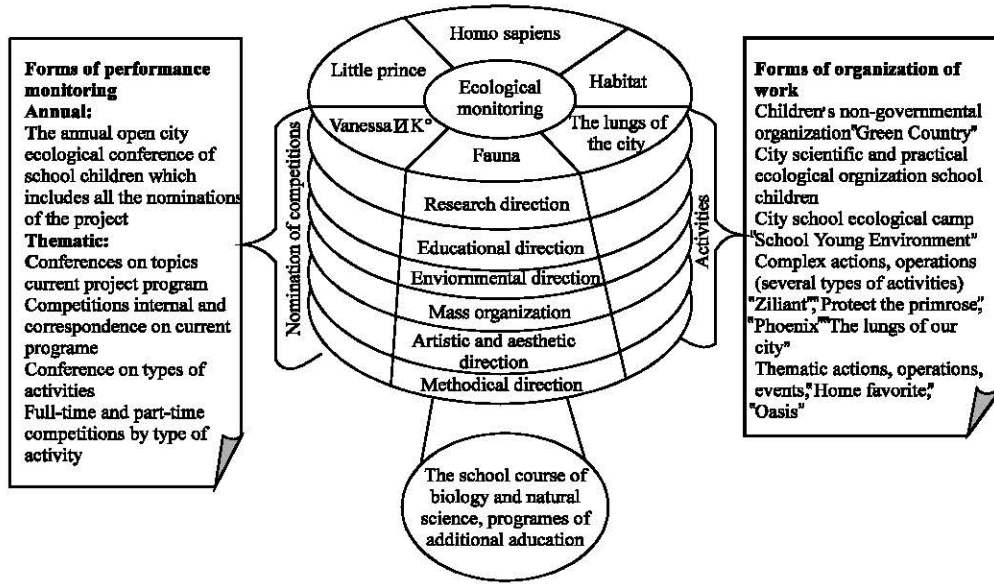 Forms of performance
monitoring
Annual:
The annual open city
ecological conference of
school children which
includes all the nominations
of the project
Thematic:
Conferences on topics
current project program
Competitions internal and
correspondence on current
programe
Conference on types of
activities
Full-time and part-time
competitions by type of
activity
Nomination of competitions
Homo sapiens
Little prince
Habitat
Ecological
monitoring
Vanessa И K°
The lungs of
the city
Fauna
Research direction
Educational direction
Enviornmental direction
Mass organization
Artistic and aesthetic
direction
Methodical direction
The school course of
biology and natural
science, programes of
additional aducation
Activities
Forms of organization of
work
Children's non-governmental
organization"Green Country"
City scientific and practical
ecological orgnization school
children
City school ecological camp
"School Young Environment"
Complex actions, operations
(several types of activities)
"Ziliant","Protect the primrose,"
"Phoenix""The lungs of our
city"
Thematic actions, operations,
events,"Home favorite,"
"Oasis"